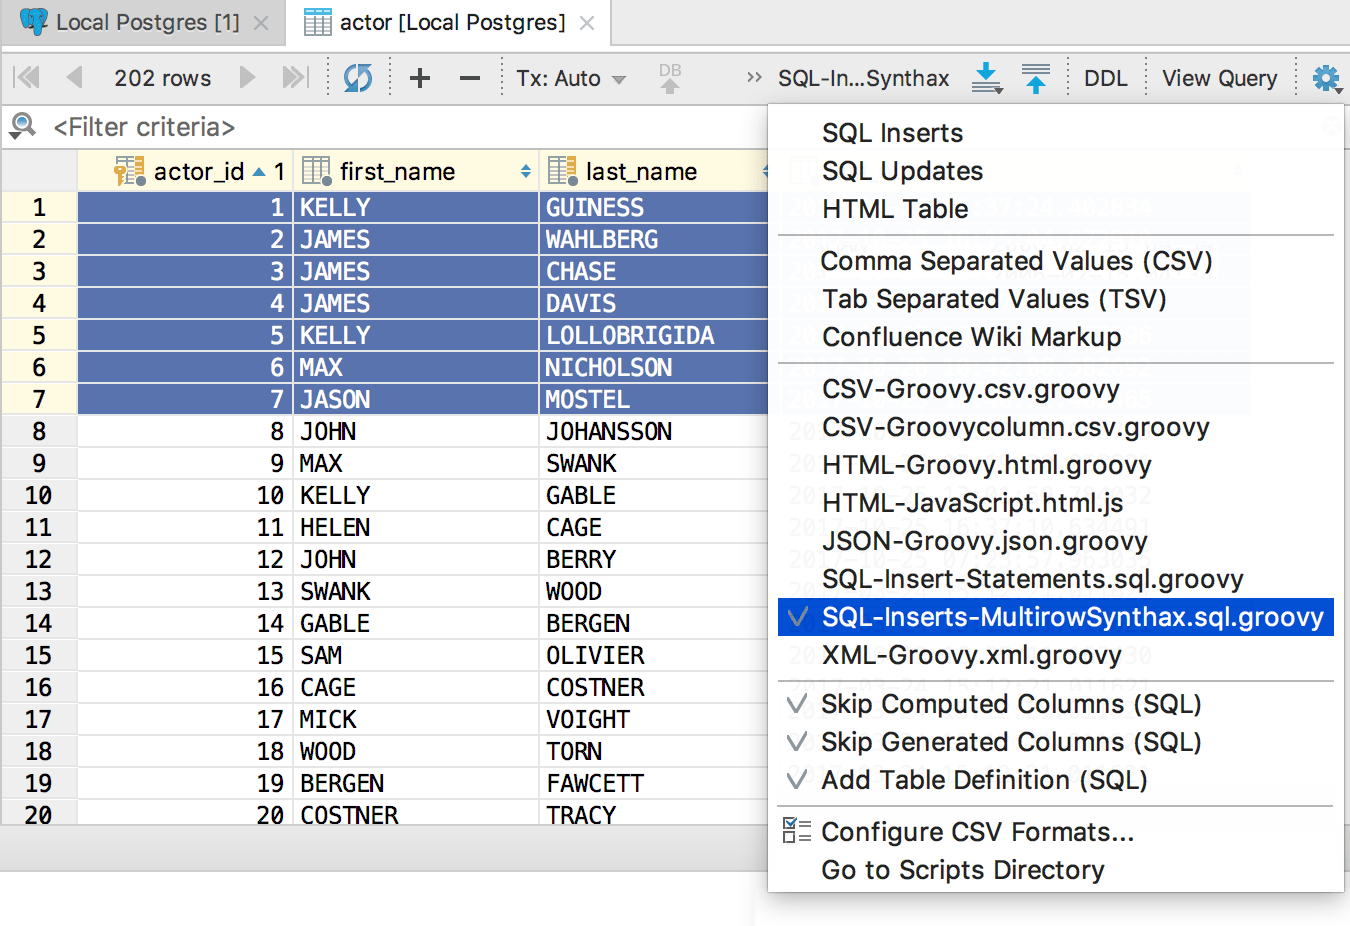 Local Postgres [1]
actor [Local Postgres]
202 rows
Tx: Auto
DB
SQL-In...Synthax
DDL
View Query
<Filter criteria>
actor_id 1 first_name last_name
1 1 KELLY GUINESS
2 2 JAMES WAHLBERG
3 3 JAMES CHASE
4 4 JAMES DAVIS
5 5 KELLY LOLLOBRIGIDA
6 6 MAX NICHOLSON
7 7 JASON MOSTEL
8 8 JOHN JOHANSSON
9 9 MAX SWANK
10 10 KELLY GABLE
11 11 HELEN CAGE
12 12 JOHN BERRY
13 13 SWANK WOOD
14 14 GABLE BERGEN
15 15 SAM OLIVIER
16 16 CAGE COSTNER
17 17 MICK VOIGHT
18 18 WOOD TORN
19 19 BERGEN FAWCETT
20 20 COSTNER TRACY
SQL Inserts
SQL Updates
HTML Table
Comma Separated Values (CSV)
Tab Separated Values (TSV)
Confluence Wiki Markup
CSV-Groovy.csv.groovy
CSV-Groovycolumn.csv.groovy
HTML-Groovy.html.groovy
HTML-JavaScript.html.js
JSON-Groovy.json.groovy
SQL-Insert-Statements.sql.groovy
SQL-Inserts-MultirowSynthax.sql.groovy
XML-Groovy.xml.groovy
Skip Computed Columns (SQL)
Skip Generated Columns (SQL)
Add Table Definition (SQL)
Configure CSV Formats...
Go to Scripts Directory